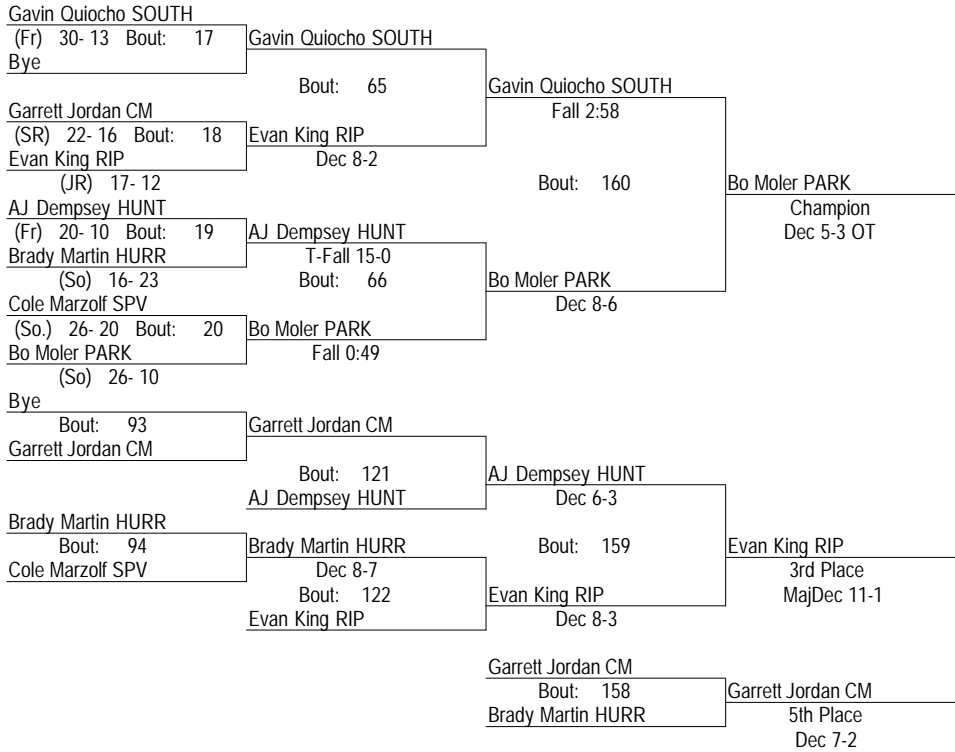 Gavin Quiocho SOUTH
(Fr) 30- 13 Bout: 17 Gavin Quiocho SOUTH
Bye
Bout: 65 Gavin Quiocho SOUTH
Garrett Jordan CM Fall 2:58
(SR) 22- 16 Bout: 18 Evan King RIP
Evan King RIP Dec 8-2
(JR) 17- 12 Bout: 160 Bo Moler PARK
AJ Dempsey HUNT Champion
(Fr) 20- 10 Bout: 19 AJ Dempsey HUNT Dec 5-3 OT
Brady Martin HURR T-Fall 15-0
(So) 16- 23 Bout: 66 Bo Moler PARK
Cole Marzolf SPV Dec 8-6
(So.) 26- 20 Bout: 20 Bo Moler PARK
Bo Moler PARK Fall 0:49
(So) 26- 10
Bye
Bout: 93 Garrett Jordan CM
Garrett Jordan CM
Bout: 121 AJ Dempsey HUNT
AJ Dempsey HUNT Dec 6-3
Brady Martin HURR
Bout: 94 Brady Martin HURR Bout: 159 Evan King RIP
Cole Marzolf SPV Dec 8-7 3rd Place
Bout: 122 Evan King RIP MajDec 11-1
Evan King RIP Dec 8-3
Garrett Jordan CM
Bout: 158 Garrett Jordan CM
Brady Martin HURR 5th Place
Dec 7-2